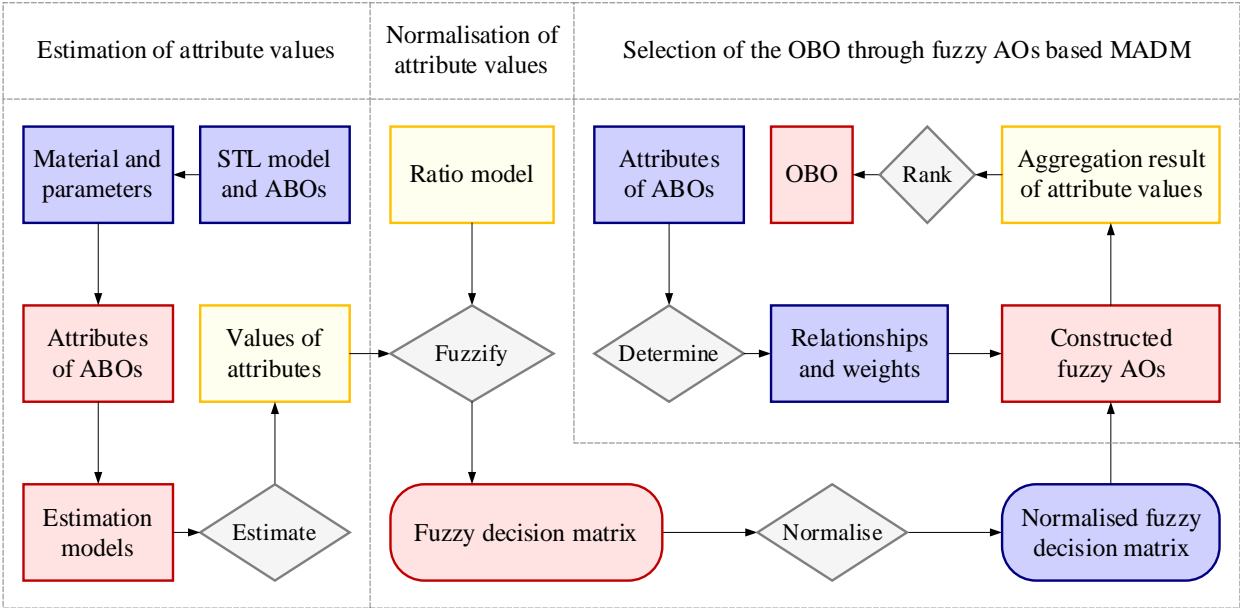 Estimation of attribute values
Normalisation of
attribute values
Selection of the OBO through fuzzy AOs based MADM
Material and
parameters
STL model
and ABOs
Ratio model
Attributes
of ABOs
OBO
Rank
Aggregation result
of attribute values
Attributes
of ABOs
Values of
attributes
Fuzzify
Determine
Relationships
and weights
Constructed
fuzzy AOs
Estimation
models
Estimate
Fuzzy decision matrix
Normalise
Normalised fuzzy
decision matrix